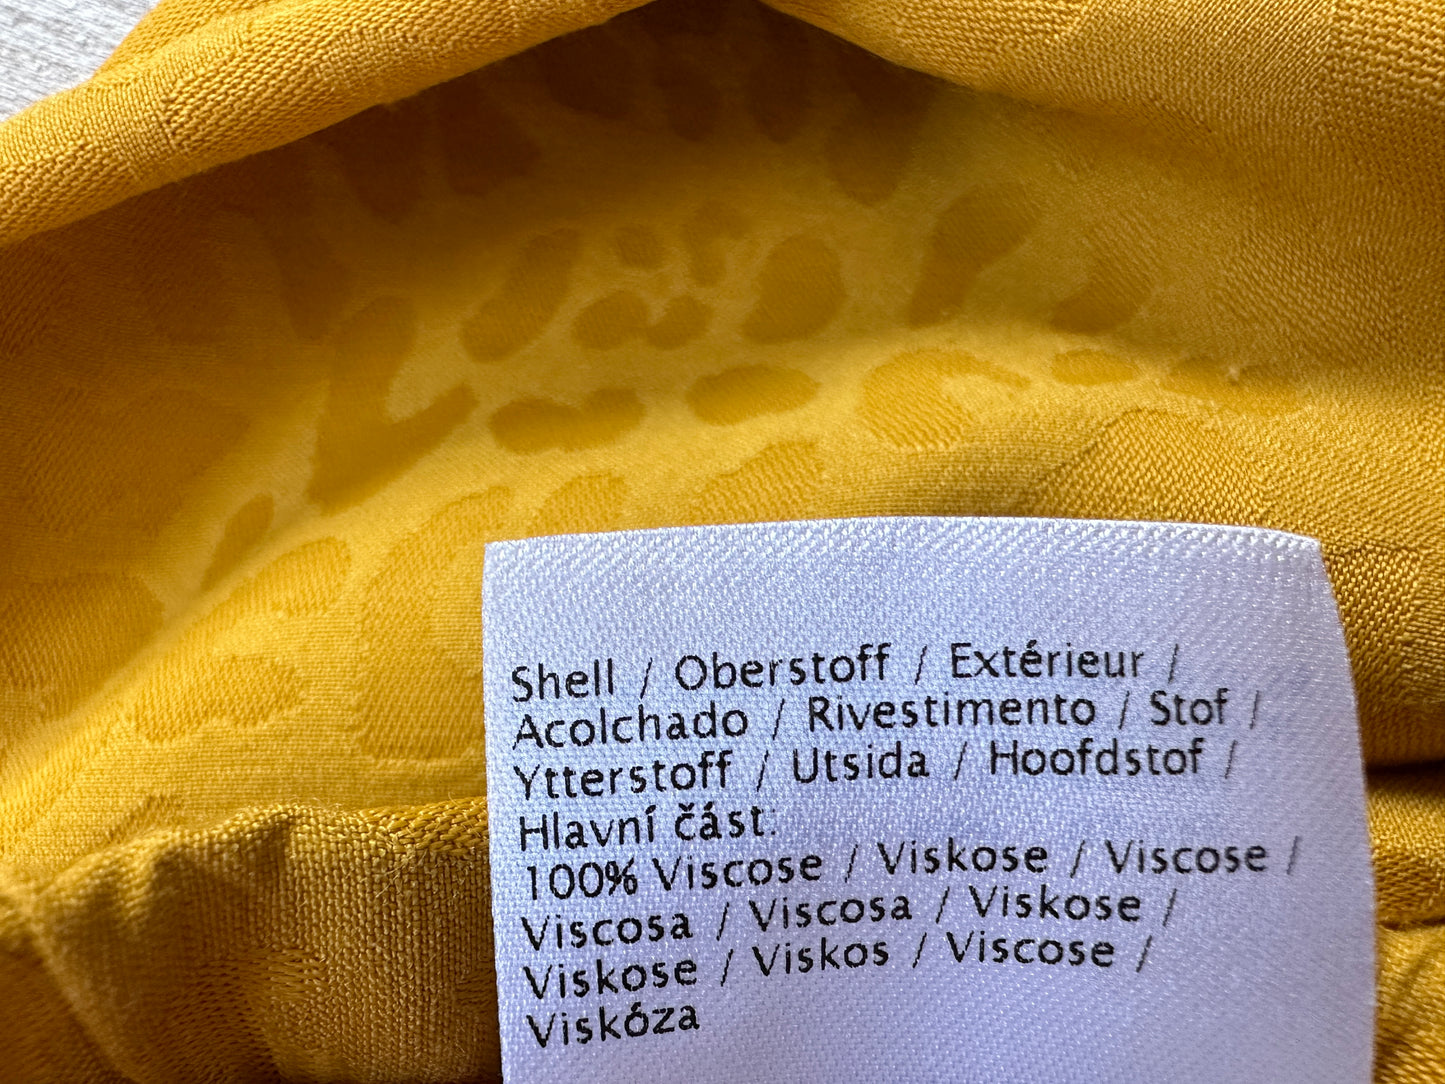 Shell / Oberstoff / Extérieur /
Acolchado / Rivestimento / Stof /
Ytterstoff / Utsida / Hoofdstof /
Hlavní část:
100% Viscose / Viskose / Viscose /
Viscosa / Viscosa / Viskose /
Viskose / Viskos / Viscose /
Viskóza